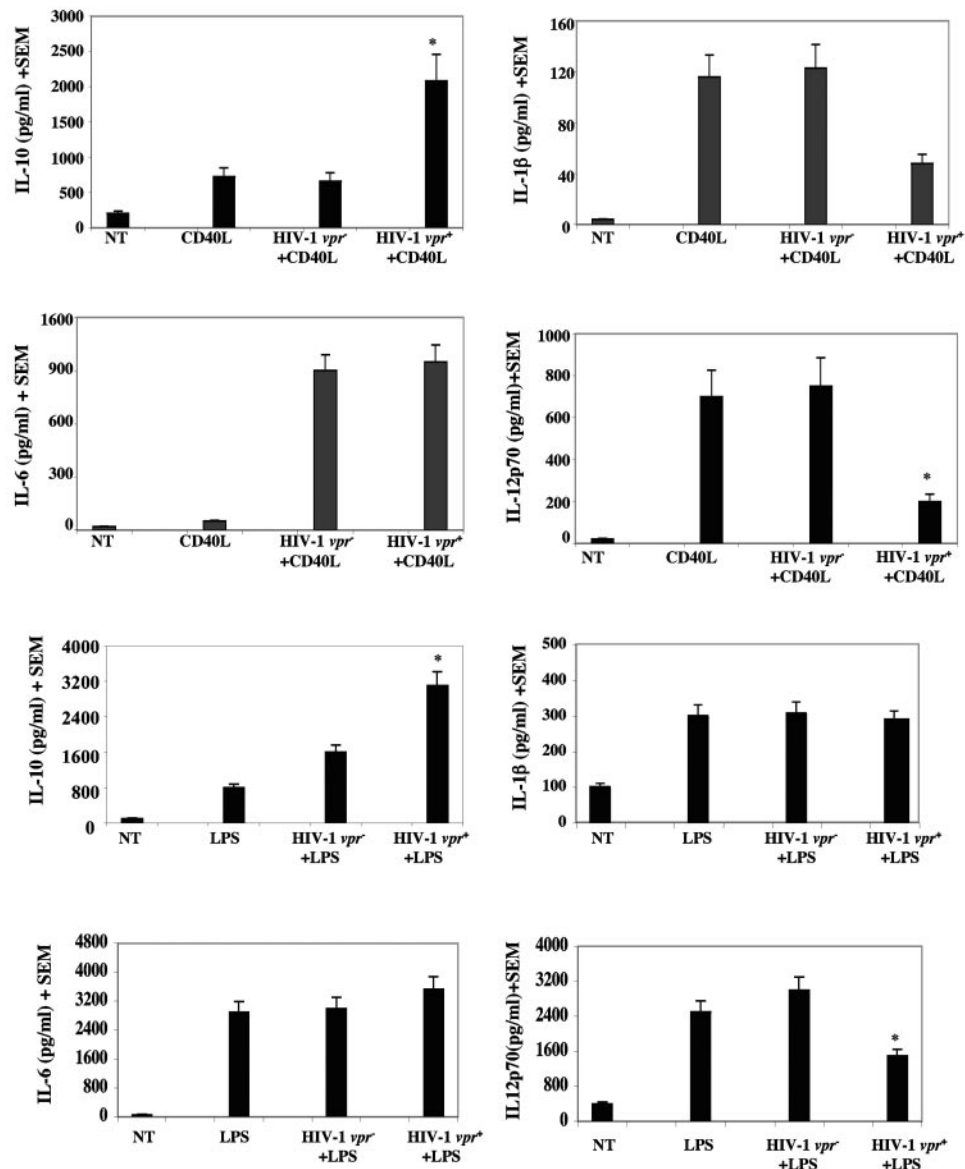 IL-10 (pg/ml) +SEM
3000
2500
2000
1500
1000
500
0
*
NT CD40L HIV-1 vpr- HIV-1 vpr+
+CD40L +CD40L
IL-1β (pg/ml) +SEM
160
120
80
40
0
NT CD40L HIV-1 vpr- HIV-1 vpr+
+CD40L +CD40L
IL-6 (pg/ml) + SEM
1600
900
600
300
0
NT CD40L HIV-1 vpr- HIV-1 vpr+
+CD40L +CD40L
IL-12p70 (pg/ml)+SEM
1000
800
600
400
200
0
*
NT CD40L HIV-1 vpr- HIV-1 vpr+
+CD40L +CD40L
IL-10 (pg/ml) + SEM
4000
3200
2400
1600
800
0
*
NT LPS HIV-1 vpr- HIV-1 vpr+
+LPS +LPS
IL-1β (pg/ml) +SEM
500
400
300
200
100
0
NT LPS HIV-1 vpr- HIV-1 vpr+
+LPS +LPS
IL-6 (pg/ml) + SEM
4800
4000
3200
2400
1600
800
0
NT LPS HIV-1 vpr- HIV-1 vpr+
+LPS +LPS
IL12p70(pg/ml)+SEM
4000
3200
1600
2400
800
0
*
NT LPS HIV-1 vpr- HIV-1 vpr+
+LPS +LPS